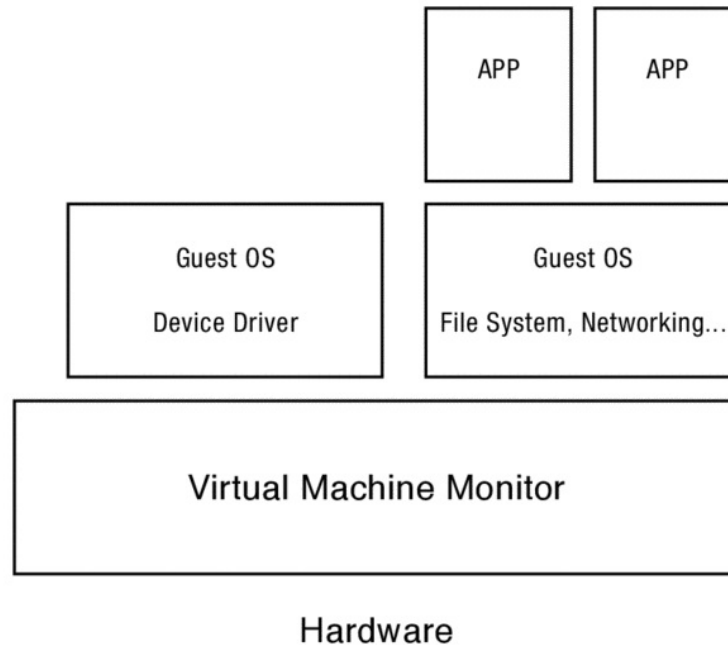 APP
APP
Guest OS
Device Driver
Guest OS
File System, Networking...
Virtual Machine Monitor
Hardware